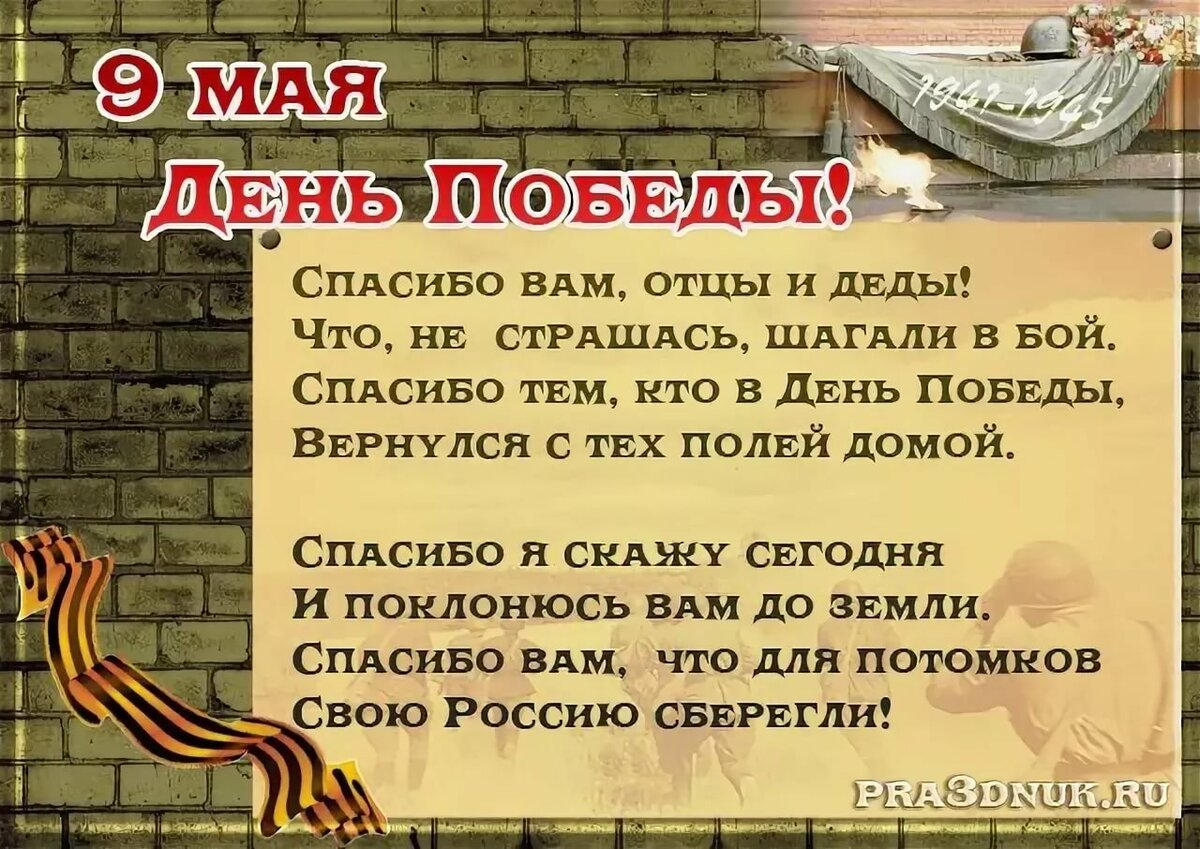 9 мая
1941-1945
День Победы!
Спасибо вам, отцы и деды!
Что, не страшась, шагали в бой.
Спасибо тем, кто в День Победы,
Вернулся с тех полей домой.
Спасибо я скажу сегодня
И поклонюсь вам до земли.
Спасибо вам, что для потомков
Свою Россию сберегли!
PRA3DNUK.RU